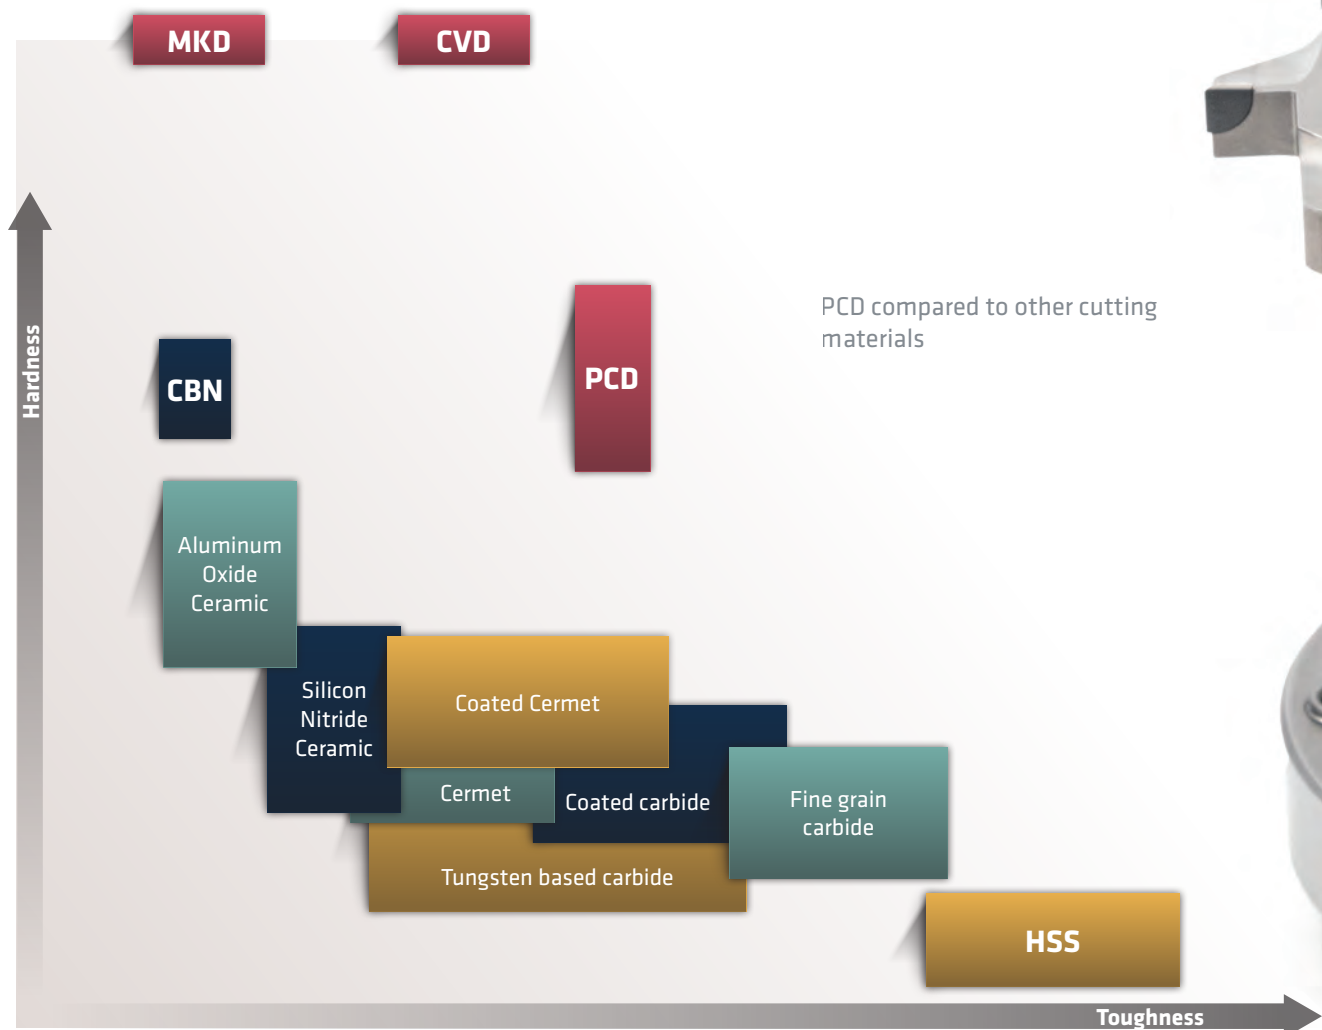 MKD
CVD
Hardness
PCD compared to other cutting
materials
CBN
PCD
Aluminum
Oxide
Ceramic
Silicon
Nitride
Ceramic
Coated Cermet
Cermet
Coated carbide
Fine grain
carbide
Tungsten based carbide
HSS
Toughness